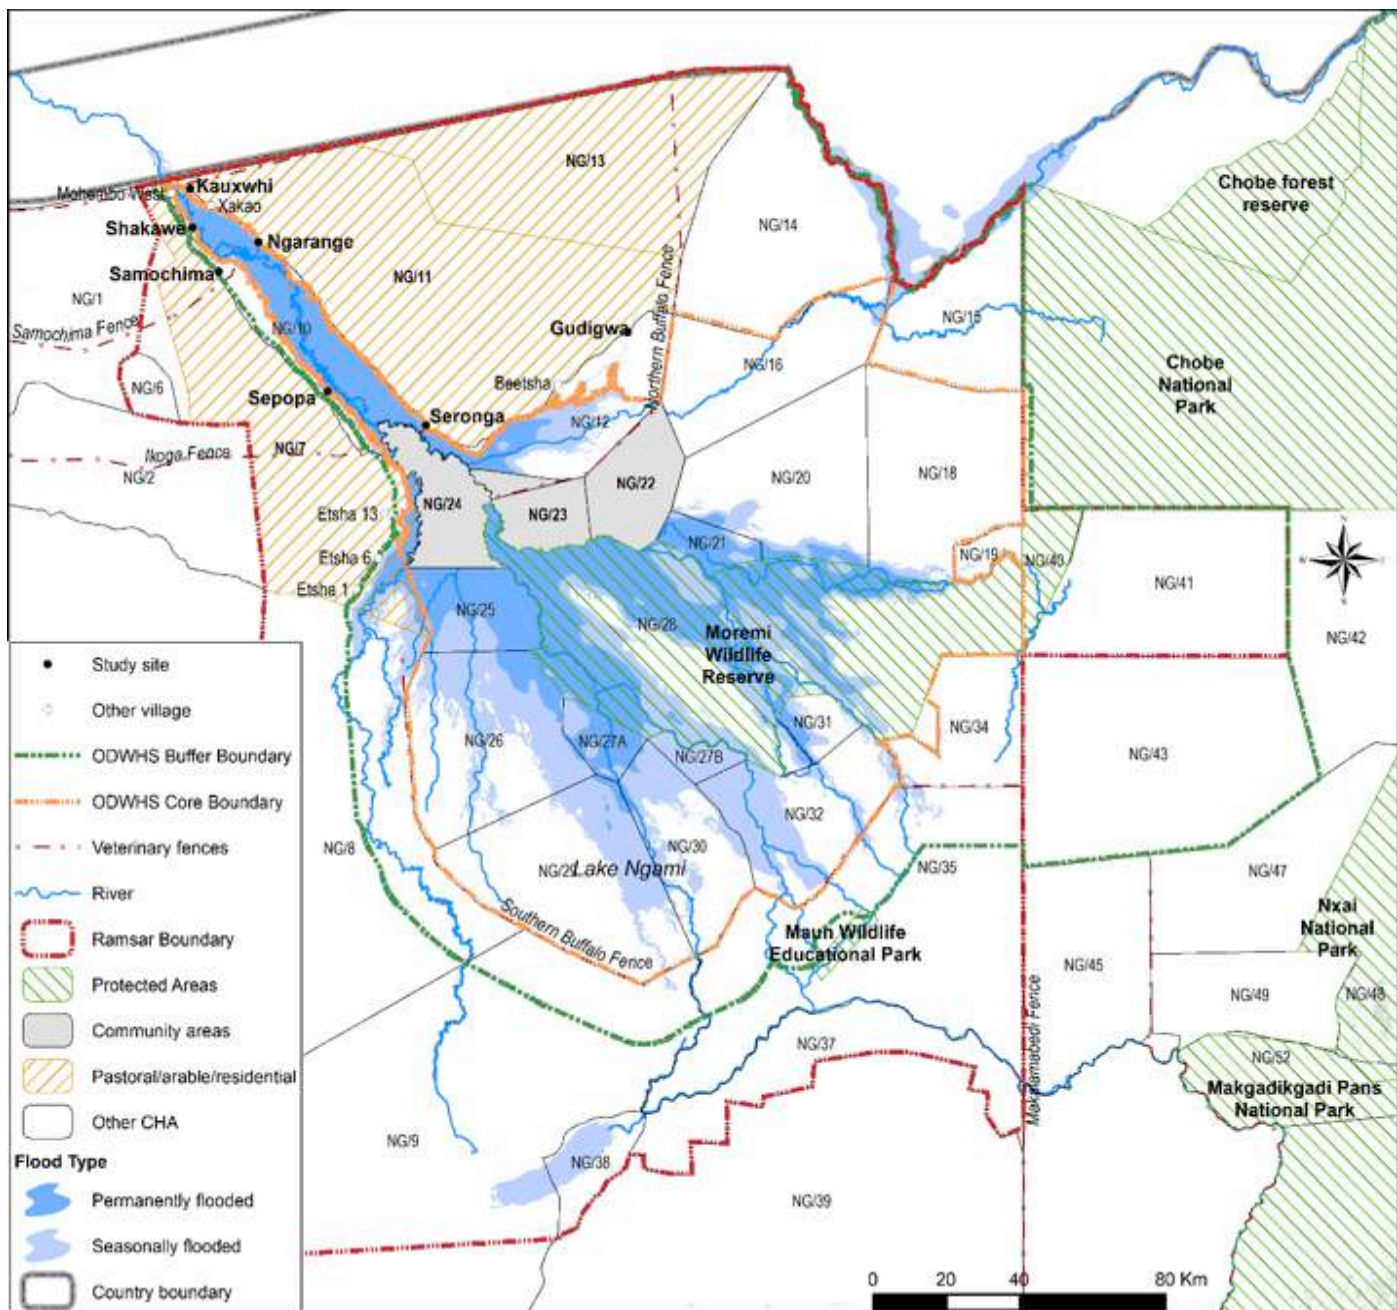 Chobe forest
reserve
NG/13
Mohembo West
Kauxwhi
Xakao
Shakawe
Ngarange
NG/14
Samochima
NG/11
NG/1
Samochima Fence
NG/10
Northern Buffalo Fence
Gudigwa
NG/15
NG/16
Chobe
National
Park
NG/6
Beetsha
Sepopa
Seronga
NG/12
NG/7
Ikoga Fence
NG/2
NG/22
NG/20
NG/18
NG/24
NG/23
Etsha 13
NG/21
NG/19
NG/40
Etsha 6
Etsha 1
NG/41
NG/25
NG/28
Moremi
Wildlife
Reserve
NG/42
NG/31
NG/34
NG/26
NG/27A
NG/27B
NG/43
NG/32
NG/8
NG/29
Lake Ngami
NG/30
NG/35
NG/47
Southern Buffalo Fence
Mauh Wildlife
Educational Park
Nxai
National
Park
NG/45
NG/49
NG/48
Makalamabedi Fence
NG/37
NG/52
Makgadikgadi Pans
National Park
NG/9
NG/38
NG/39
Study site
Other village
ODWHS Buffer Boundary
ODWHS Core Boundary
Veterinary fences
River
Ramsar Boundary
Protected Areas
Community areas
Pastoral/arable/residential
Other CHA
Flood Type
Permanently flooded
Seasonally flooded
Country boundary
0 20 40 80 Km